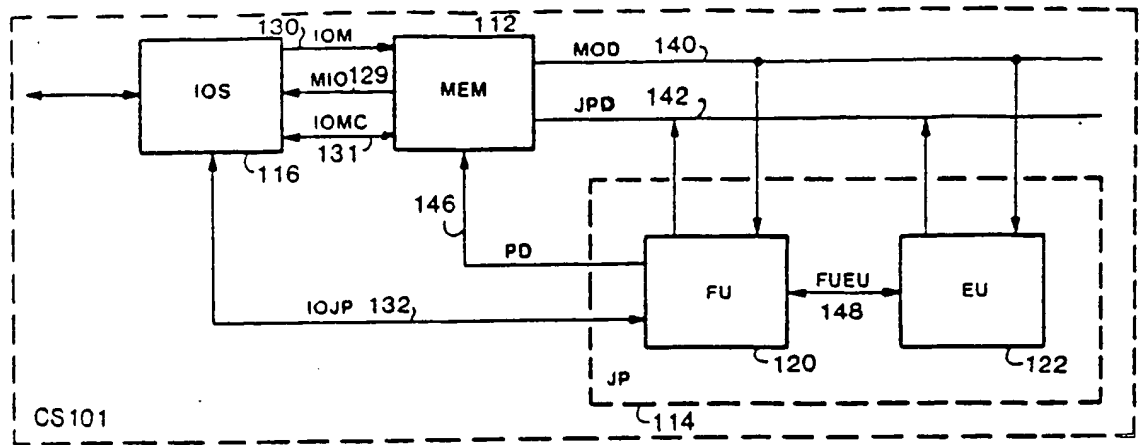 130 IOM
112
MOD 140
IOS
MIO 129
MEM
JPD 142
IOMC
131
116
146
PD
FU
FUEU
148
EU
IOJP 132
120
122
JP
114
CS101